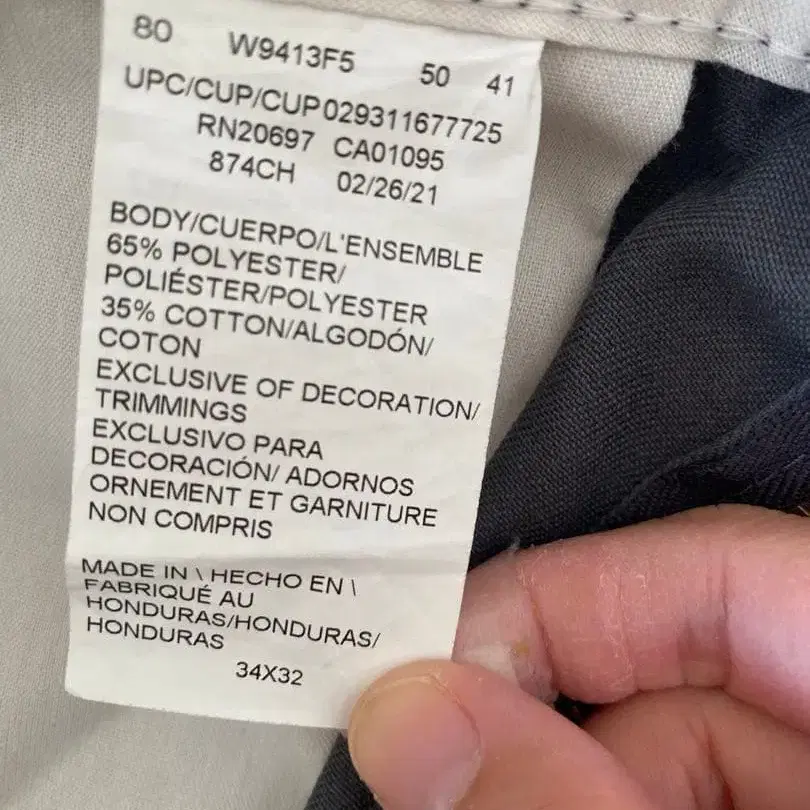 80 W9413F5 50 41
UPC/CUP/CUP029311677725
RN20697 CA01095
874CH 02/26/21
BODY/CUERPO/L'ENSEMBLE
65% POLYESTER/
POLIÉSTER/POLYESTER
35% COTTON/ALGODÓN/
COTON
EXCLUSIVE OF DECORATION/
TRIMMINGS
EXCLUSIVO PARA
DECORACIÓN/ ADORNOS
ORNEMENT ET GARNITURE
NON COMPRIS
MADE IN \ HECHO EN \
FABRIQUÉ AU
HONDURAS/HONDURAS/
HONDURAS
34X32